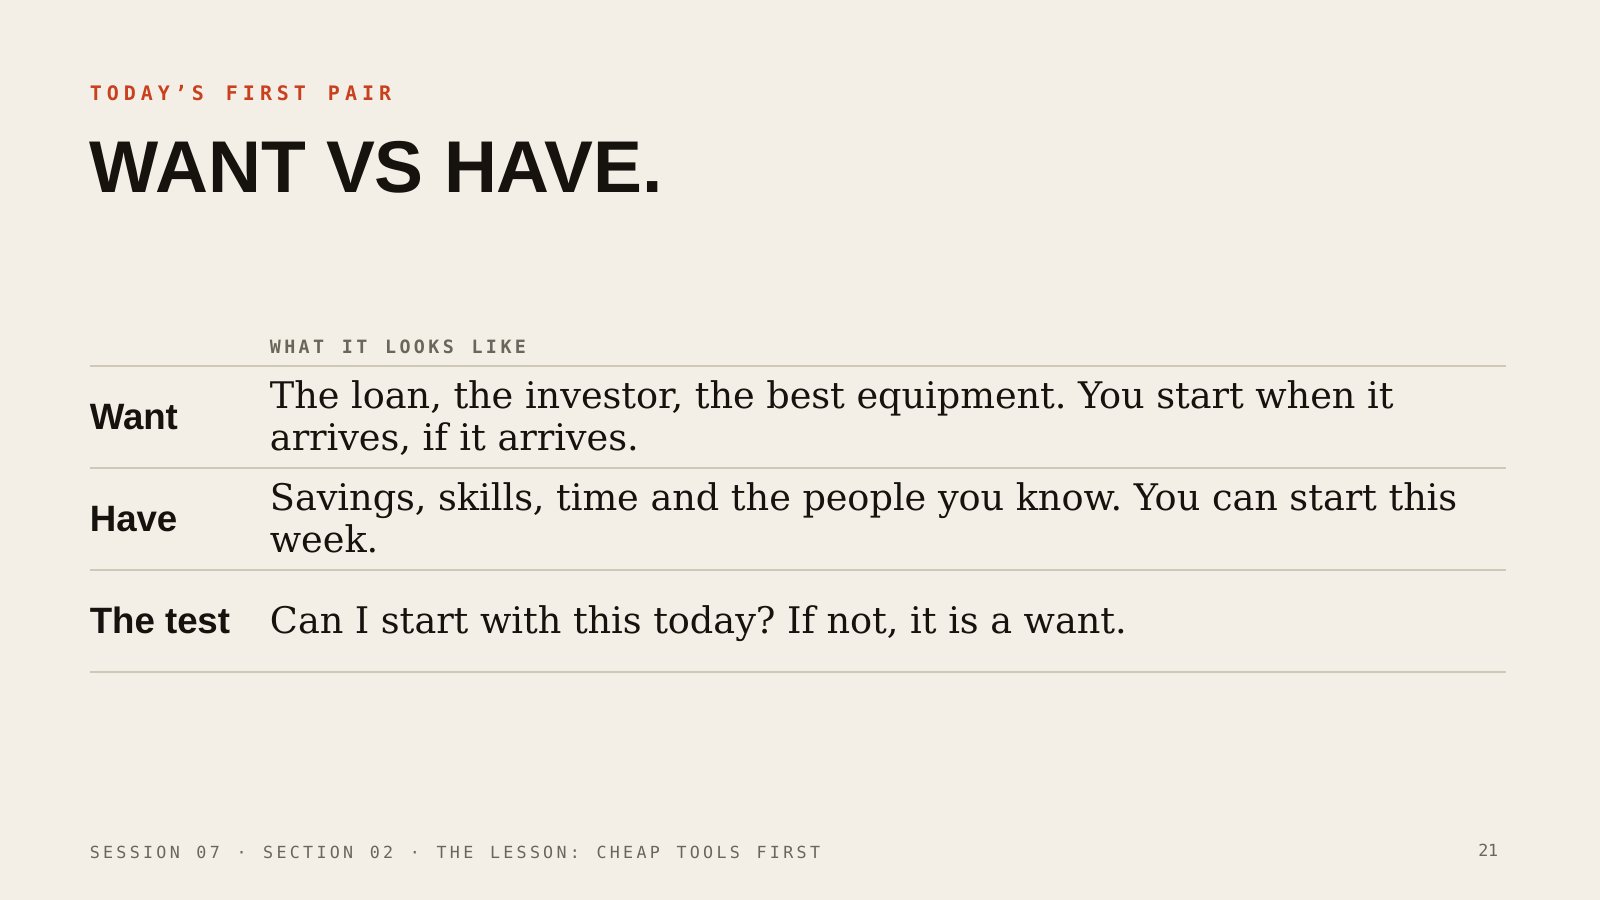 TODAY’S FIRST PAIR
WANT VS HAVE.
WHAT IT LOOKS LIKE
Want
The loan, the investor, the best equipment. You start when it
arrives, if it arrives.
Have
Savings, skills, time and the people you know. You can start this
week.
The test
Can I start with this today? If not, it is a want.
SESSION 07 · SECTION 02 · THE LESSON: CHEAP TOOLS FIRST
21